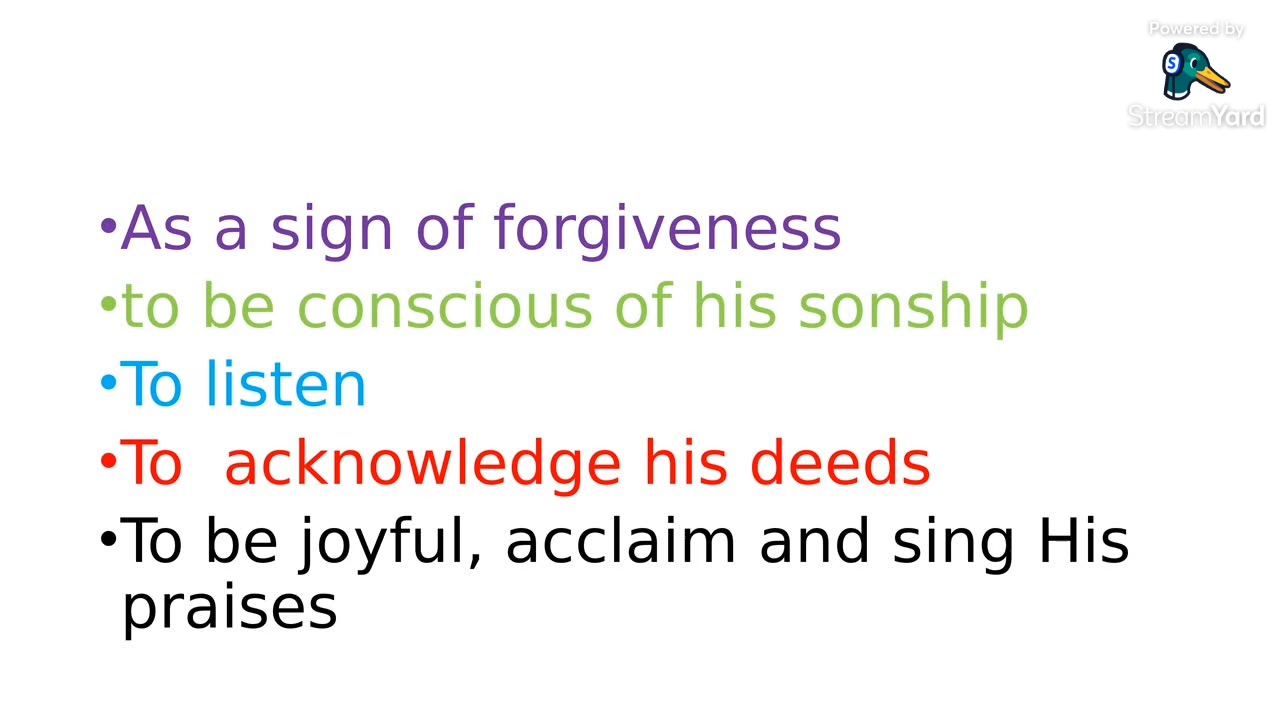 Powered by
StreamYard
•As a sign of forgiveness
•to be conscious of his sonship
•To listen
•To  acknowledge his deeds
•To be joyful, acclaim and sing His
praises